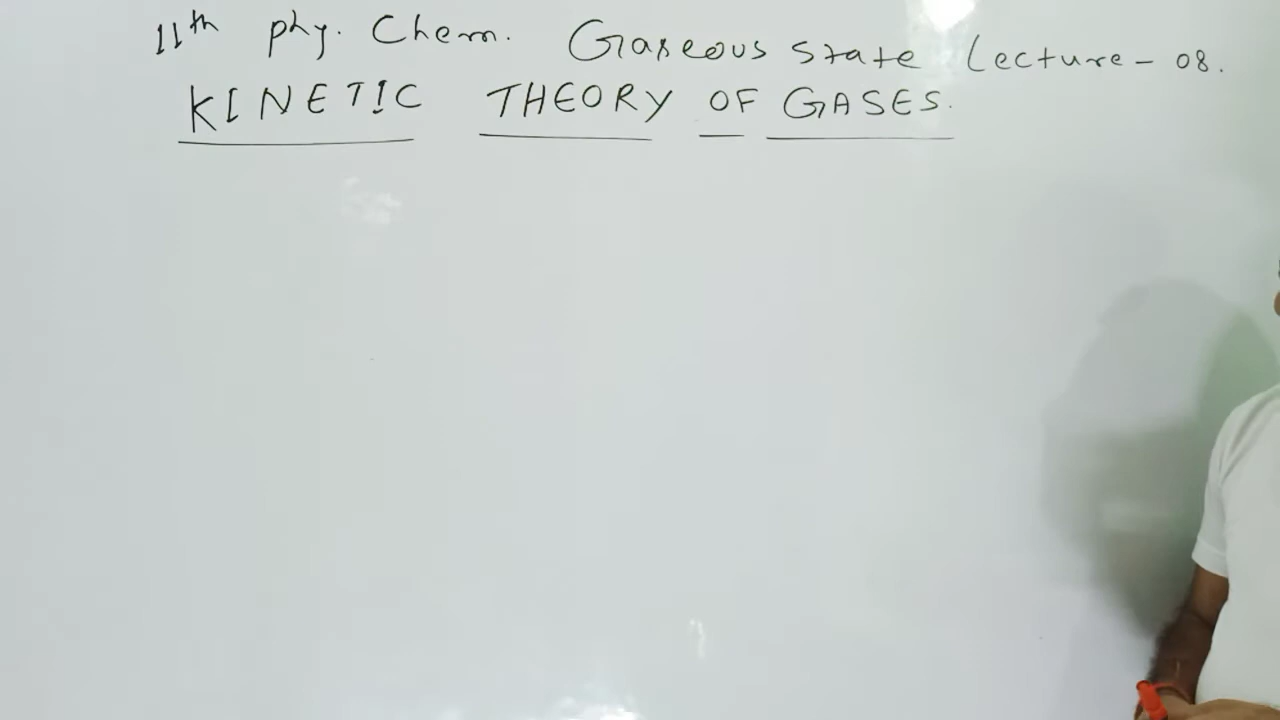 11th phy. Chem. Gaseous state Lecture - 08.
KINETIC THEORY OF GASES.